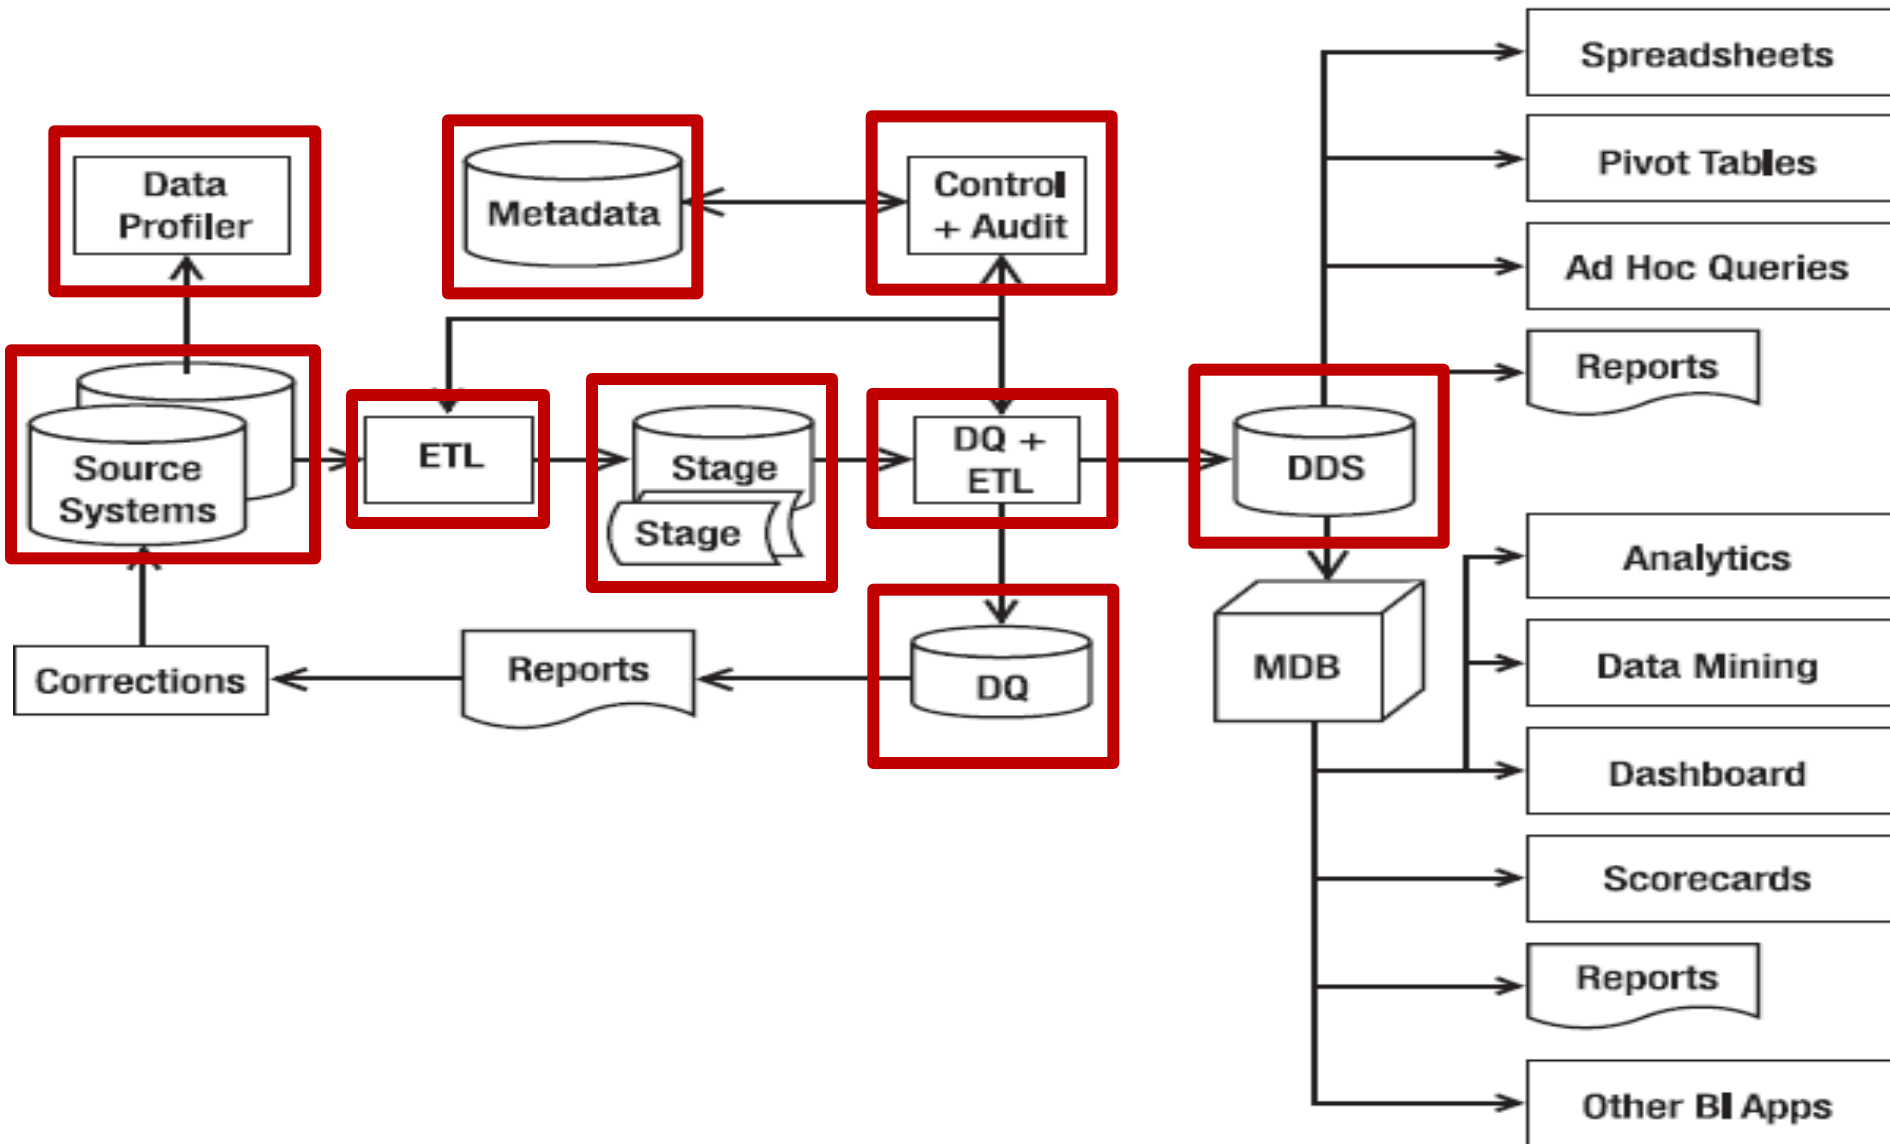 Spreadsheets
Pivot Tables
Ad Hoc Queries
Reports
Data
Profiler
Metadata
Control
+ Audit
Source
Systems
ETL
Stage
Stage
DQ +
ETL
DDS
Corrections
Reports
DQ
MDB
Analytics
Data Mining
Dashboard
Scorecards
Reports
Other BI Apps